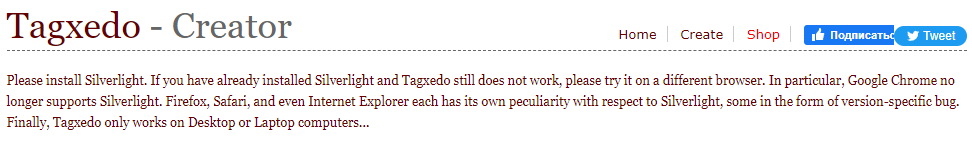 Tagxedo - Creator
Home Create Shop Подписатьс Tweet
Please install Silverlight. If you have already installed Silverlight and Tagxedo still does not work, please try it on a different browser. In particular, Google Chrome no
longer supports Silverlight. Firefox, Safari, and even Internet Explorer each has its own peculiarity with respect to Silverlight, some in the form of version-specific bug.
Finally, Tagxedo only works on Desktop or Laptop computers...